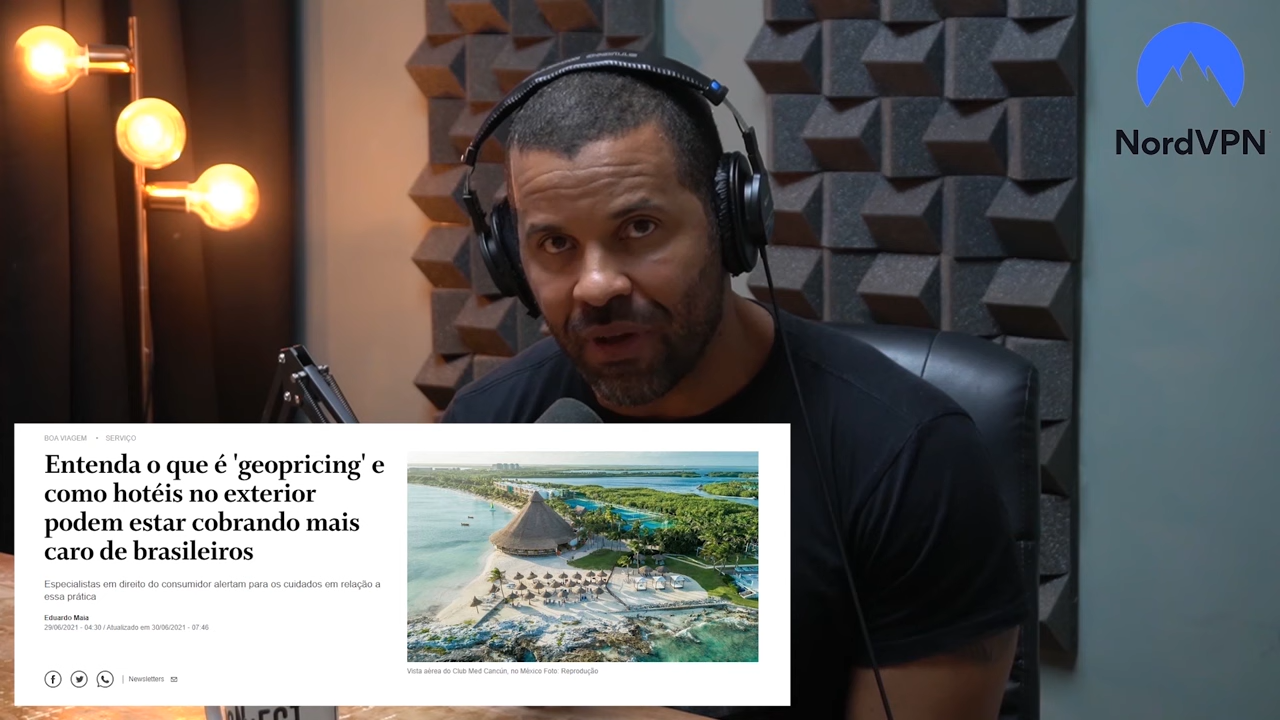 NordVPN
BOA VIAGEM • SERVIÇO
Entenda o que é 'geopricing' e
como hotéis no exterior
podem estar cobrando mais
caro de brasileiros
Especialistas em direito do consumidor alertam para os cuidados em relação a
essa prática
Eduardo Maia
29/06/2021 - 04:30 / Atualizado em 30/06/2021 - 07:46
Newsletters
Vista aérea do Club Med Cancún, no México Foto: Reprodução